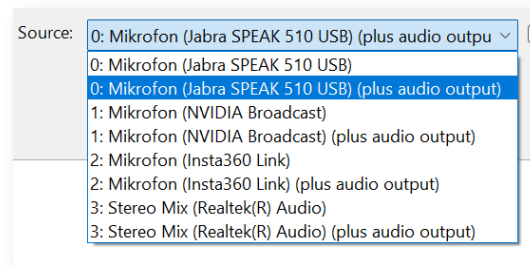 Source: 0: Mikrofon (Jabra SPEAK 510 USB) (plus audio outpu
0: Mikrofon (Jabra SPEAK 510 USB)
0: Mikrofon (Jabra SPEAK 510 USB) (plus audio output)
1: Mikrofon (NVIDIA Broadcast)
1: Mikrofon (NVIDIA Broadcast) (plus audio output)
2: Mikrofon (Insta360 Link)
2: Mikrofon (Insta360 Link) (plus audio output)
3: Stereo Mix (Realtek(R) Audio)
3: Stereo Mix (Realtek(R) Audio) (plus audio output)